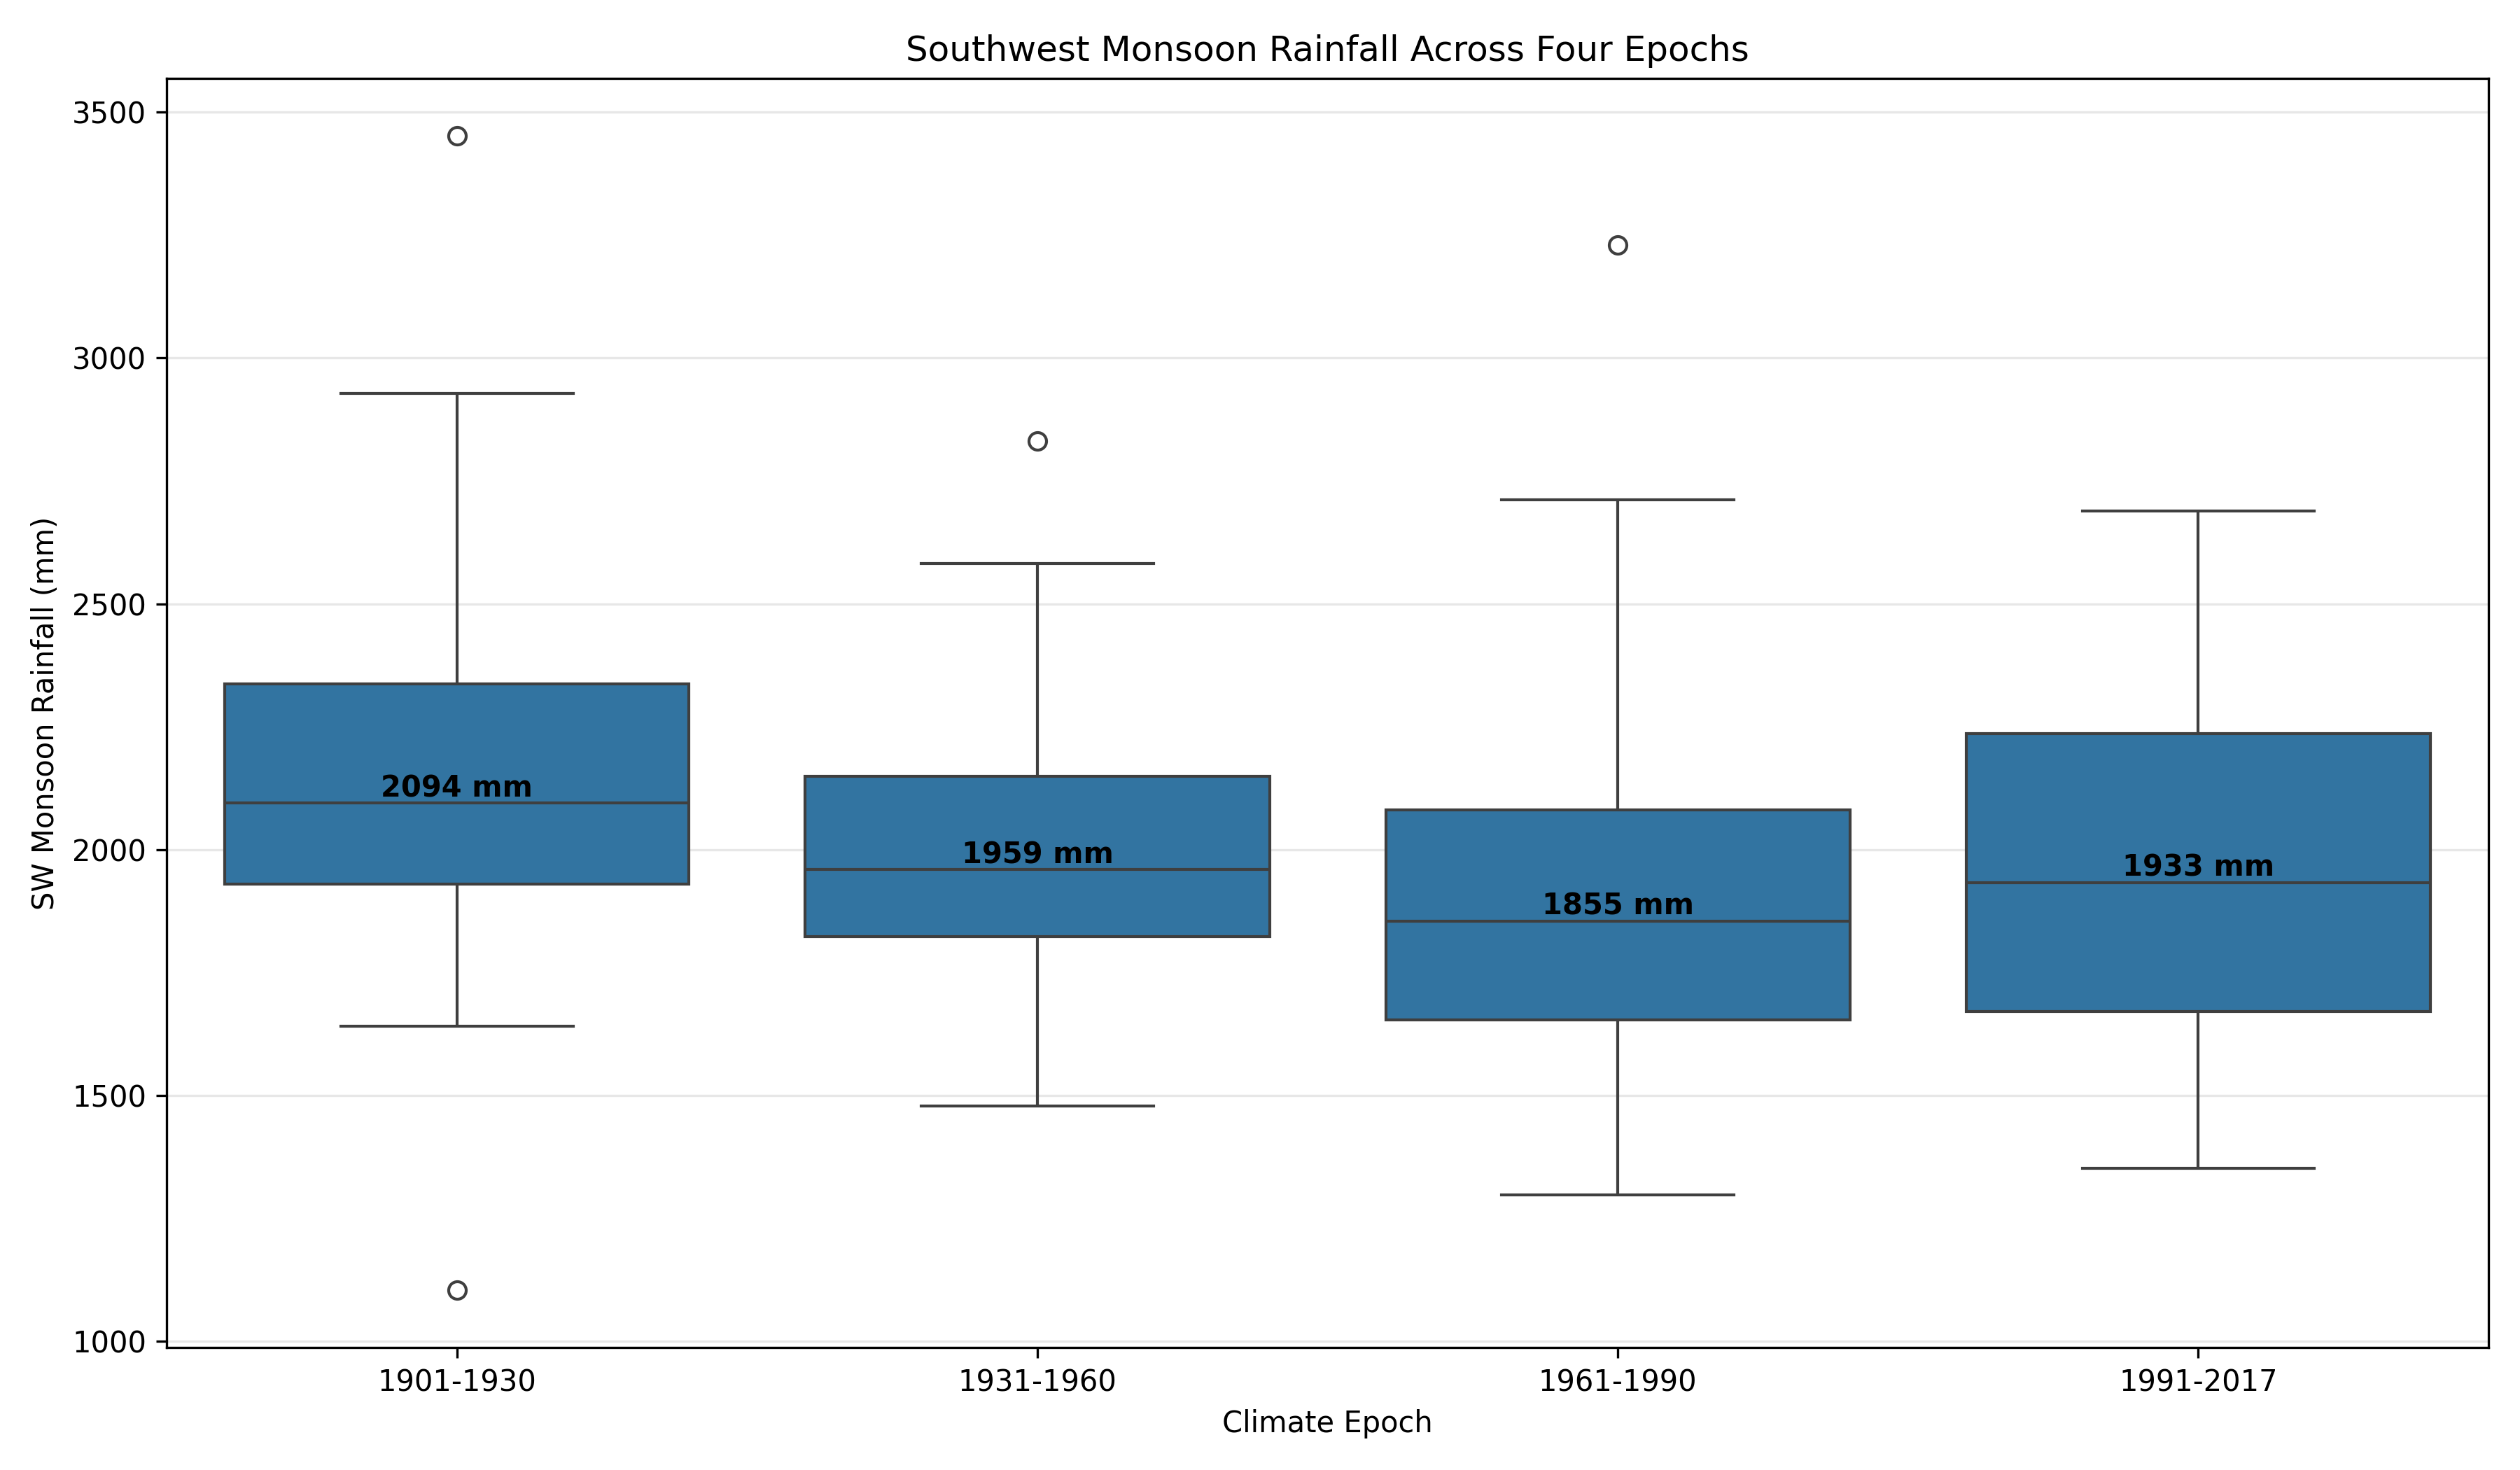 Southwest Monsoon Rainfall Across Four Epochs
SW Monsoon Rainfall (mm)
3500
3000
2500
2000
1500
1000
2094 mm
1959 mm
1855 mm
1933 mm
1901-1930
1931-1960
1961-1990
1991-2017
Climate Epoch